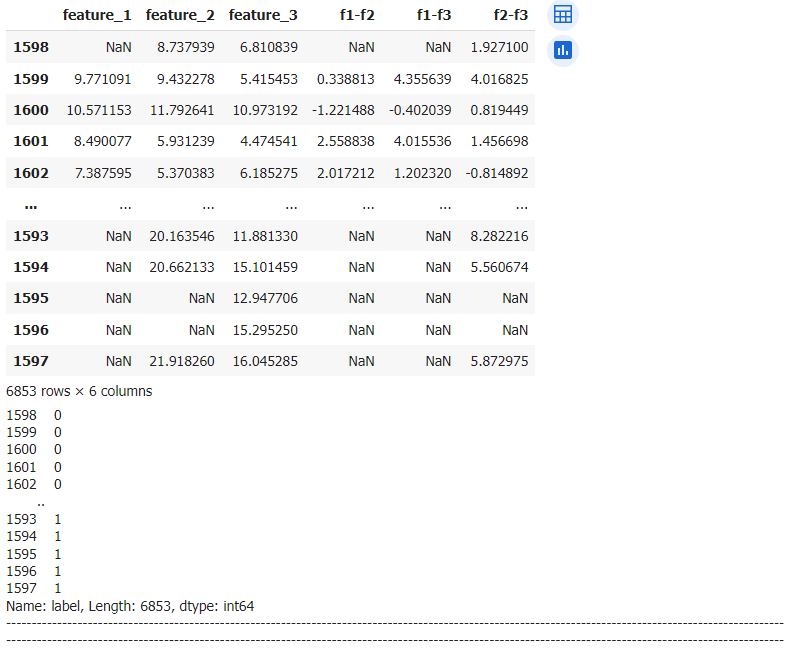 feature_1 feature_2 feature_3 f1-f2 f1-f3 f2-f3
1598 NaN 8.737939 6.810839 NaN NaN 1.927100
1599 9.771091 9.432278 5.415453 0.338813 4.355639 4.016825
1600 10.571153 11.792641 10.973192 -1.221488 -0.402039 0.819449
1601 8.490077 5.931239 4.474541 2.558838 4.015536 1.456698
1602 7.387595 5.370383 6.185275 2.017212 1.202320 -0.814892
... ... ... ... ... ... ...
1593 NaN 20.163546 11.881330 NaN NaN 8.282216
1594 NaN 20.662133 15.101459 NaN NaN 5.560674
1595 NaN NaN 12.947706 NaN NaN NaN
1596 NaN NaN 15.295250 NaN NaN NaN
1597 NaN 21.918260 16.045285 NaN NaN 5.872975
6853 rows × 6 columns
1598 0
1599 0
1600 0
1601 0
1602 0
..
1593 1
1594 1
1595 1
1596 1
1597 1
Name: label, Length: 6853, dtype: int64